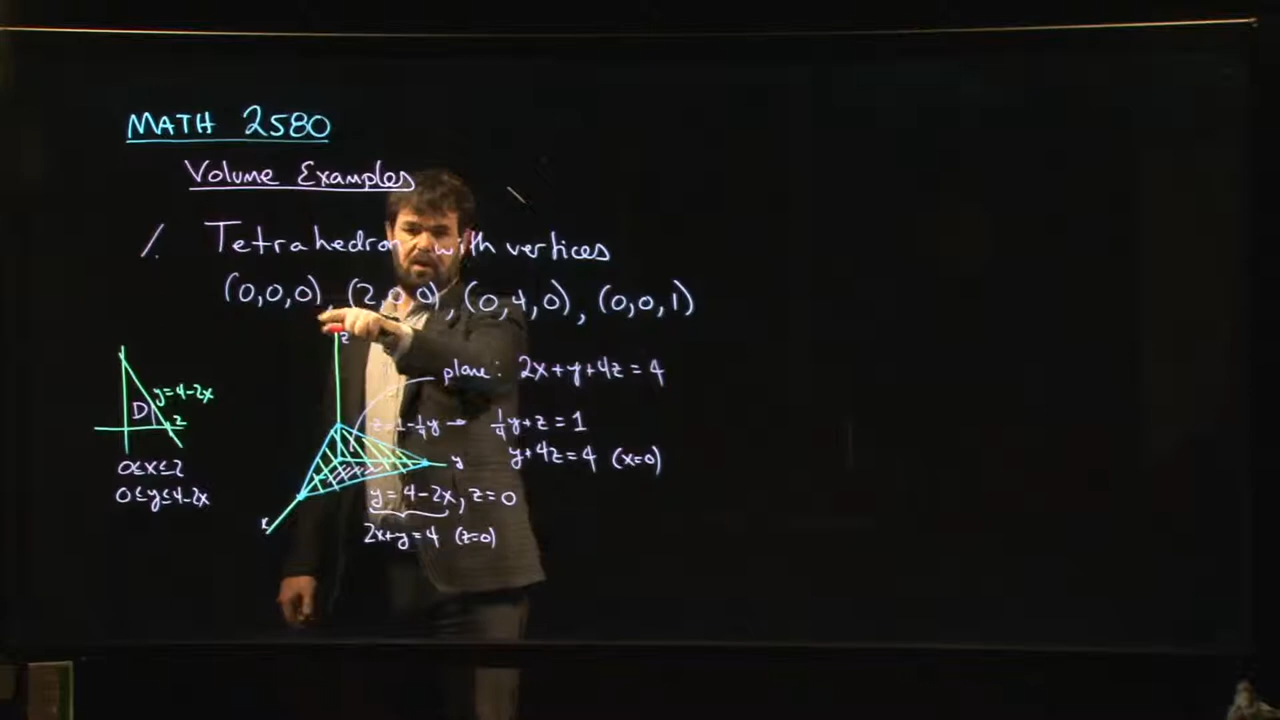 MATH 2580
Volume Examples
1. Tetrahedron with vertices
(0,0,0), (2,0,0), (0,4,0), (0,0,1)
z
plane: 2x+y+4z=4
y=4-2x
D
2
z=1-¼y → ¼y+z=1
y+4z=4 (x=0)
y
0≤x≤2
0≤y≤4-2x
y=4-2x, z=0
x
2x+y=4 (z=0)